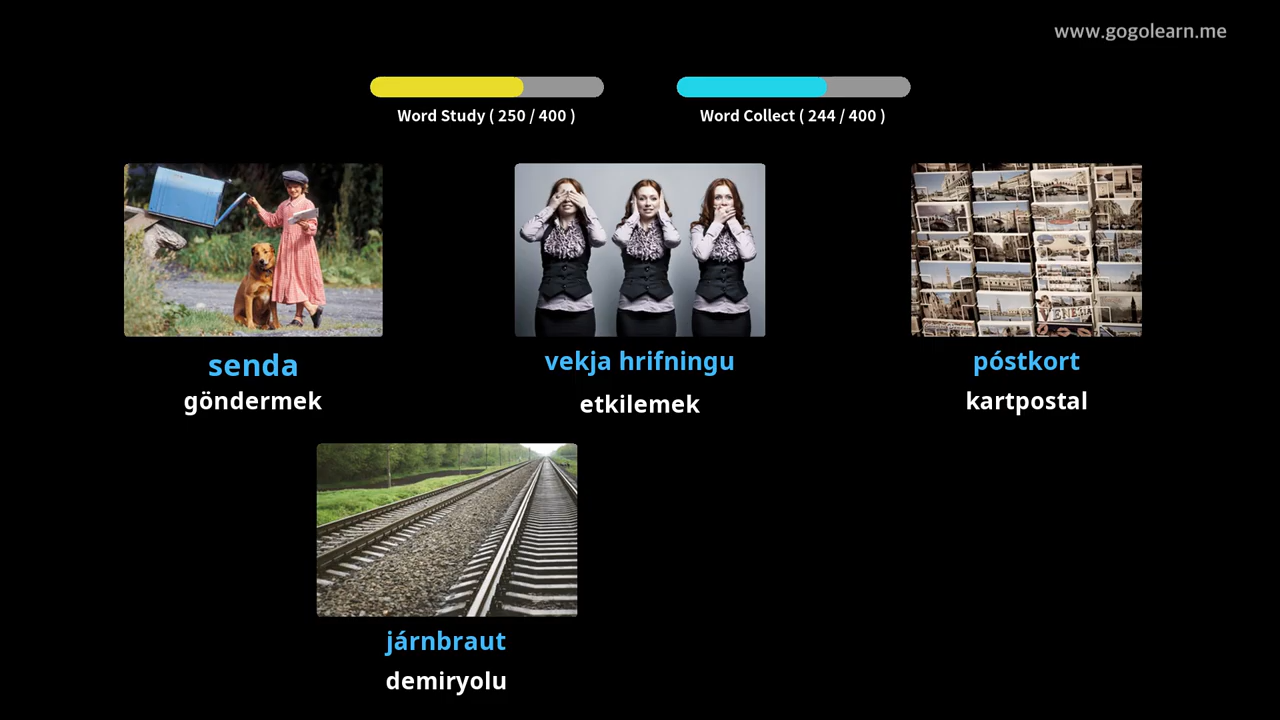 www.gogolearn.me
Word Study ( 250 / 400 )
Word Collect ( 244 / 400 )
senda
göndermek
vekja hrifningu
etkilemek
VENEZIA
póstkort
kartpostal
járnbraut
demiryolu